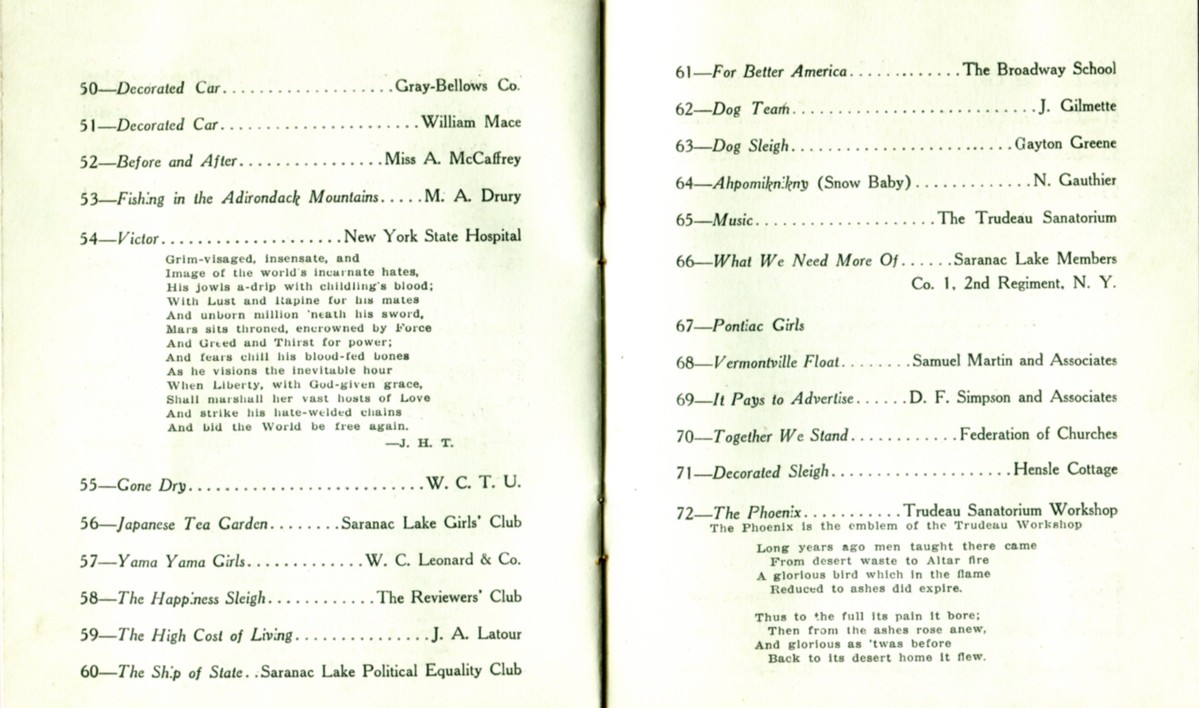 50—Decorated Car..................Gray-Bellows Co.
51—Decorated Car.....................William Mace
52—Before and After...............Miss A. McCaffrey
53—Fishing in the Adirondack Mountains.....M. A. Drury
54—Victor...................New York State Hospital
Grim-visaged, insensate, and
Image of the world's incarnate hates,
His jowls a-drip with childling's blood;
With Lust and Rapine for his mates
And unborn million 'neath his sword,
Mars sits throned, encrowned by Force
And Greed and Thirst for power;
And fears chill his blood-fed bones
As he visions the inevitable hour
When Liberty, with God-given grace,
Shall marshall her vast hosts of Love
And strike his hate-welded chains
And bid the World be free again.
—J. H. T.
55—Gone Dry.........................W. C. T. U.
56—Japanese Tea Garden........Saranac Lake Girls' Club
57—Yama Yama Girls.............W. C. Leonard & Co.
58—The Happiness Sleigh............The Reviewers' Club
59—The High Cost of Living...............J. A. Latour
60—The Ship of State. .Saranac Lake Political Equality Club
61—For Better America.............The Broadway School
62—Dog Team..........................J. Gilmette
63—Dog Sleigh........................Gayton Greene
64—Ahpomiknikny (Snow Baby).............N. Gauthier
65—Music...................The Trudeau Sanatorium
66—What We Need More Of......Saranac Lake Members
Co. 1, 2nd Regiment, N. Y.
67—Pontiac Girls
68—Vermontville Float........Samuel Martin and Associates
69—It Pays to Advertise......D. F. Simpson and Associates
70—Together We Stand............Federation of Churches
71—Decorated Sleigh...................Hensle Cottage
72—The Phoenix...........Trudeau Sanatorium Workshop
The Phoenix is the emblem of the Trudeau Workshop
Long years ago men taught there came
From desert waste to Altar fire
A glorious bird which in the flame
Reduced to ashes did expire.
Thus to the full its pain it bore;
Then from the ashes rose anew,
And glorious as 'twas before
Back to its desert home it flew.